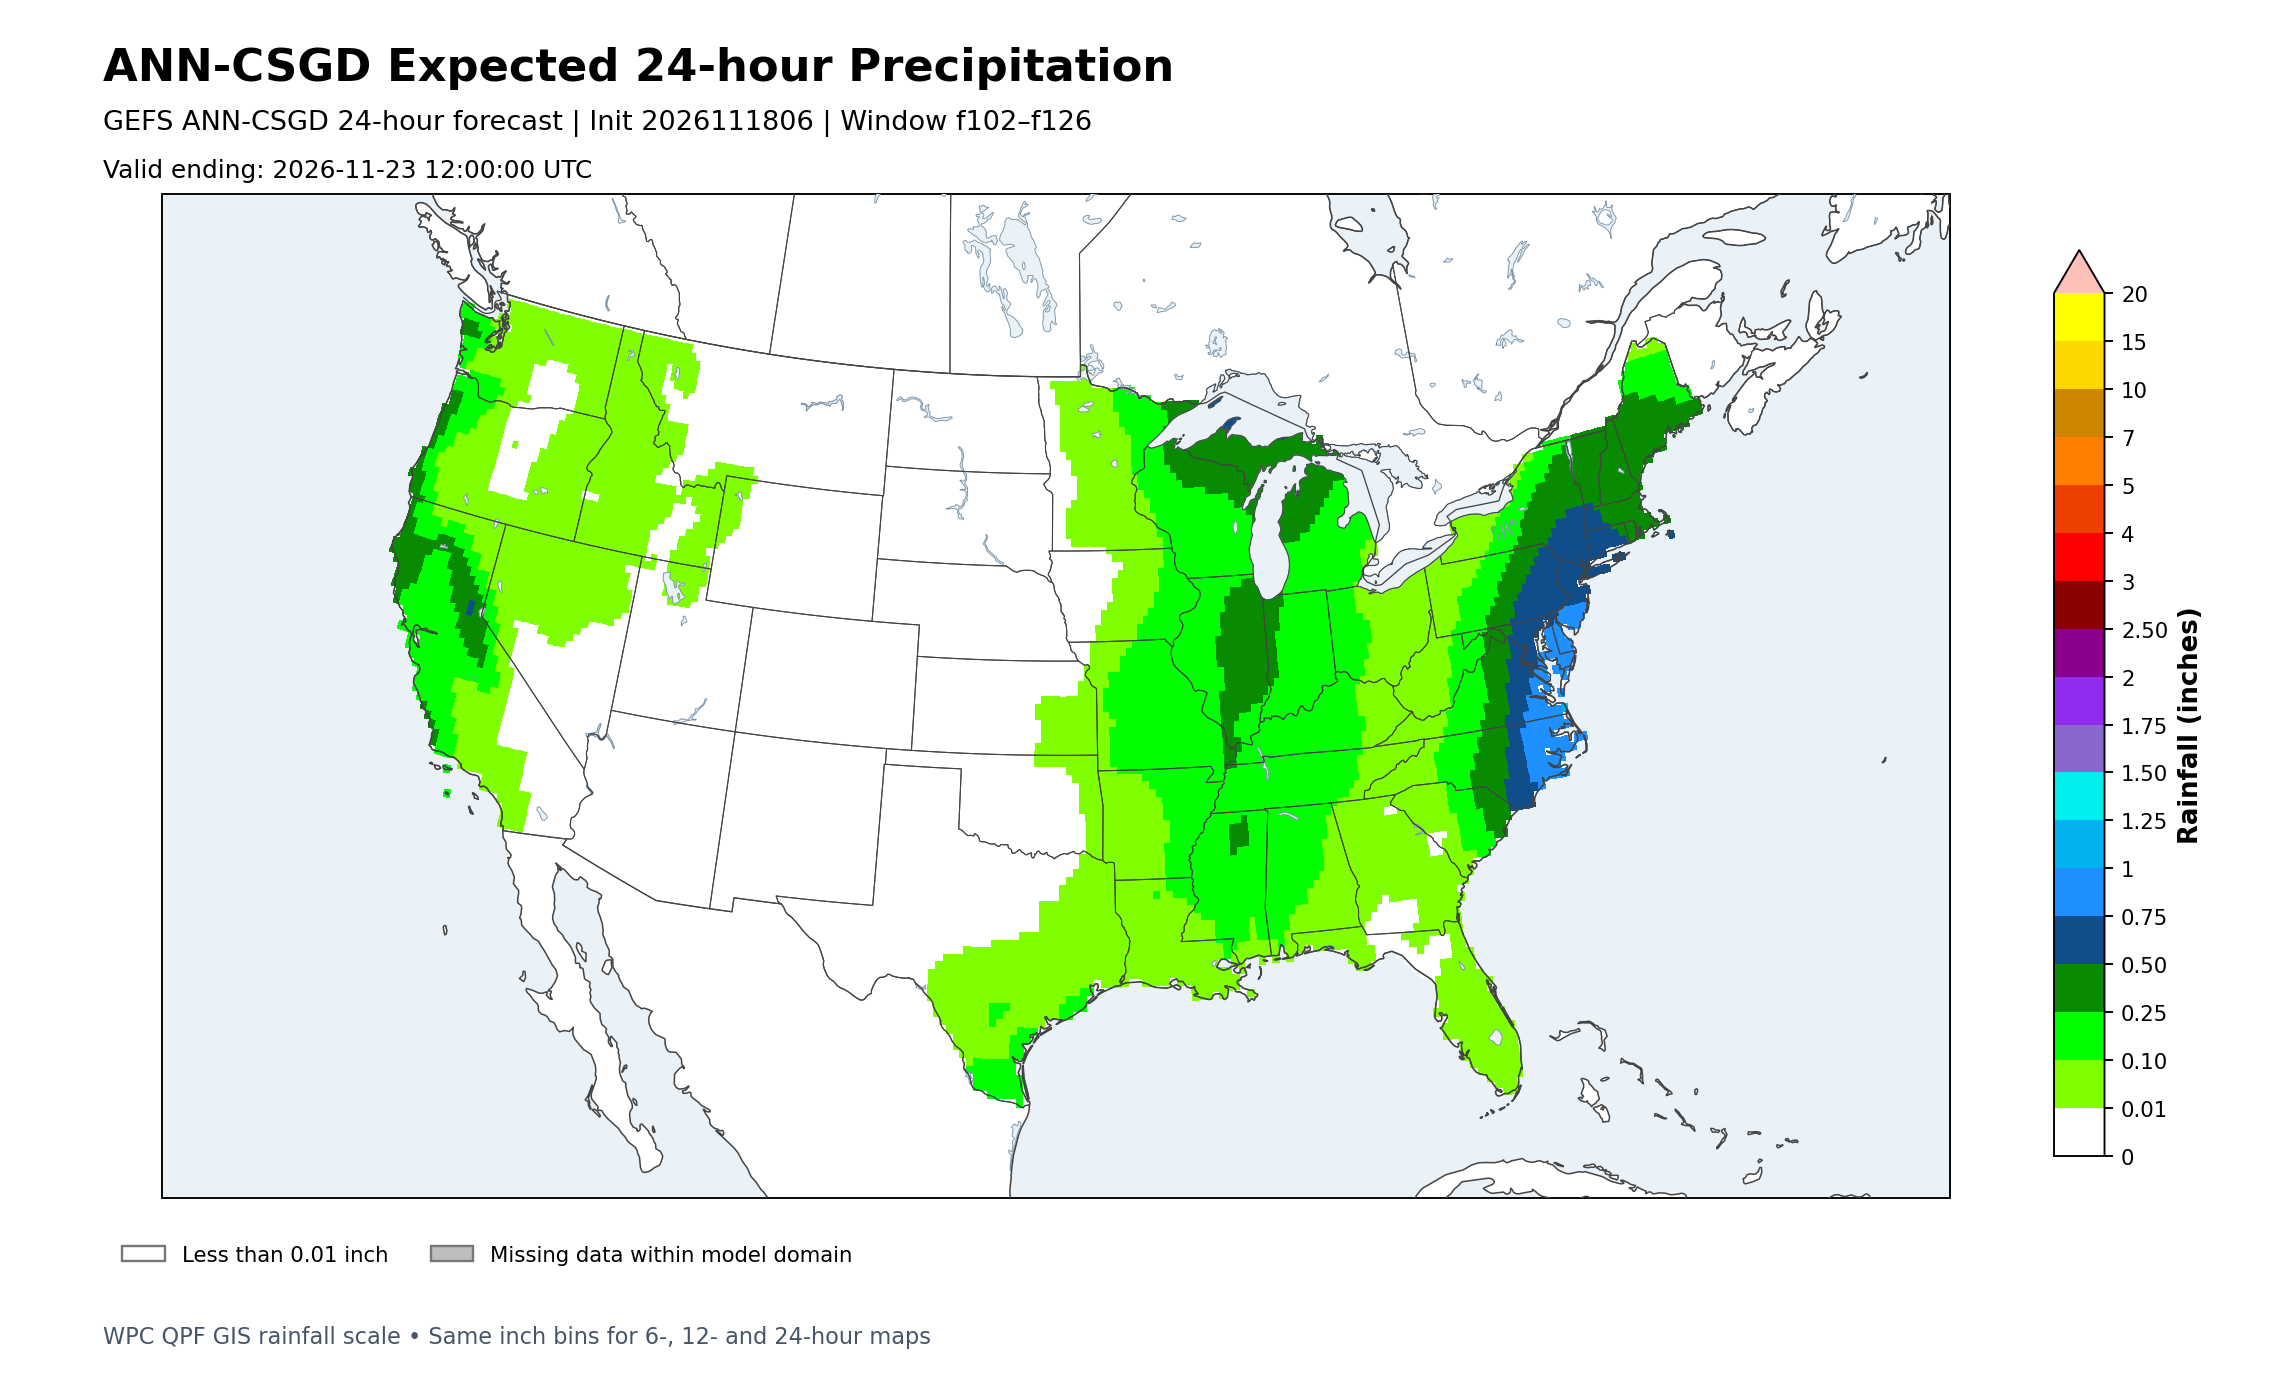 ANN-CSGD Expected 24-hour Precipitation
GEFS ANN-CSGD 24-hour forecast | Init 2026111806 | Window f102–f126
Valid ending: 2026-11-23 12:00:00 UTC
20
15
10
7
5
4
3
2.50
2
1.75
1.50
1.25
1
0.75
0.50
0.25
0.10
0.01
0
Rainfall (inches)
Less than 0.01 inch
Missing data within model domain
WPC QPF GIS rainfall scale • Same inch bins for 6-, 12- and 24-hour maps